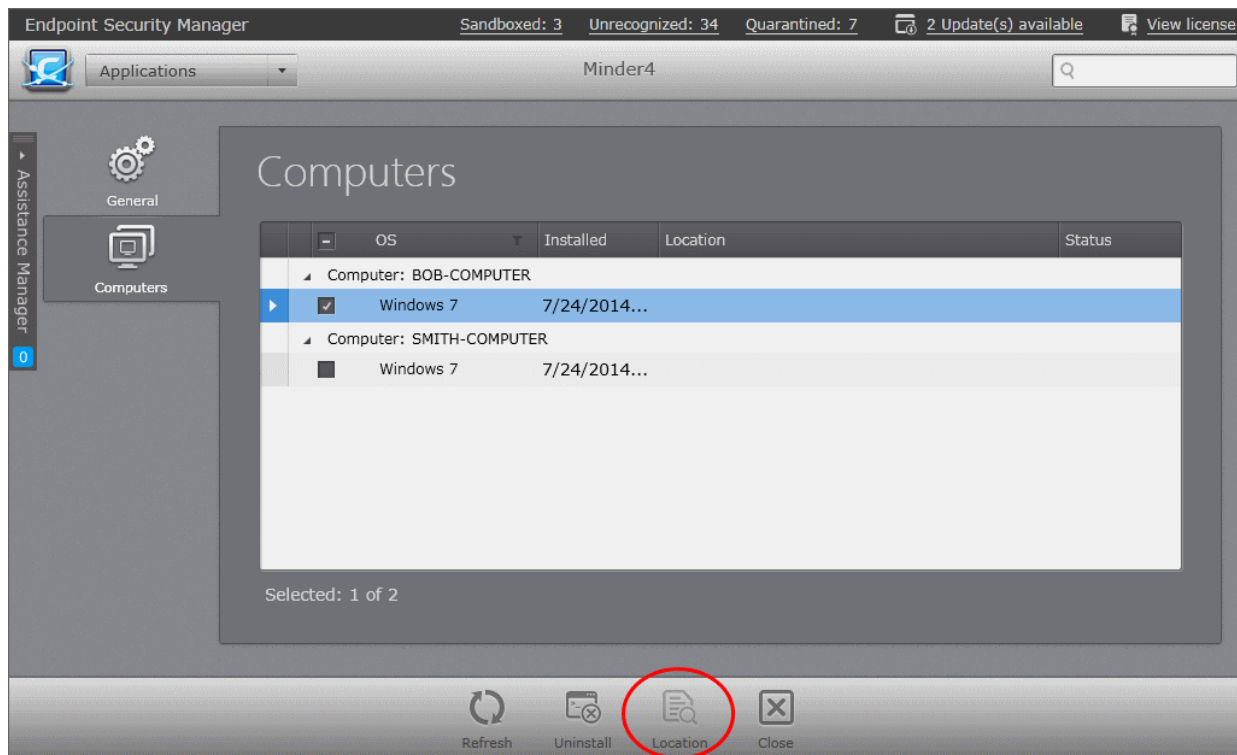 Endpoint Security Manager Sandboxed: 3 Unrecognized: 34 Quarantined: 7 2 Update(s) available View license
Applications Minder4
Assistance Manager
0
General
Computers
Computers
OS Installed Location Status
Computer: BOB-COMPUTER
Windows 7 7/24/2014...
Computer: SMITH-COMPUTER
Windows 7 7/24/2014...
Selected: 1 of 2
Refresh Uninstall Location Close